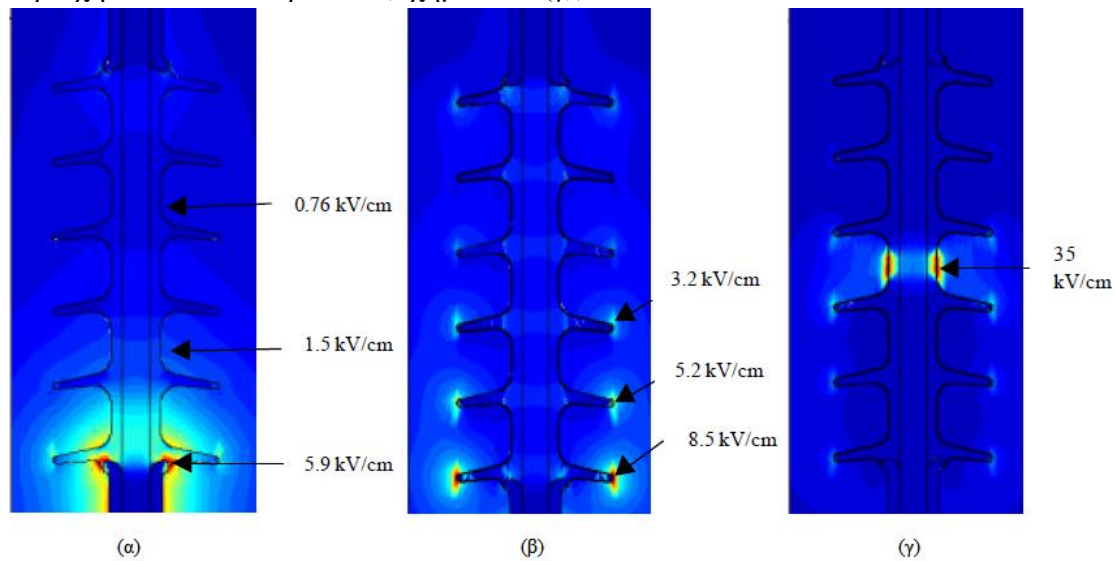 0.76 kV/cm
1.5 kV/cm
5.9 kV/cm
3.2 kV/cm
5.2 kV/cm
8.5 kV/cm
35
kV/cm
(α)
(β)
(γ)